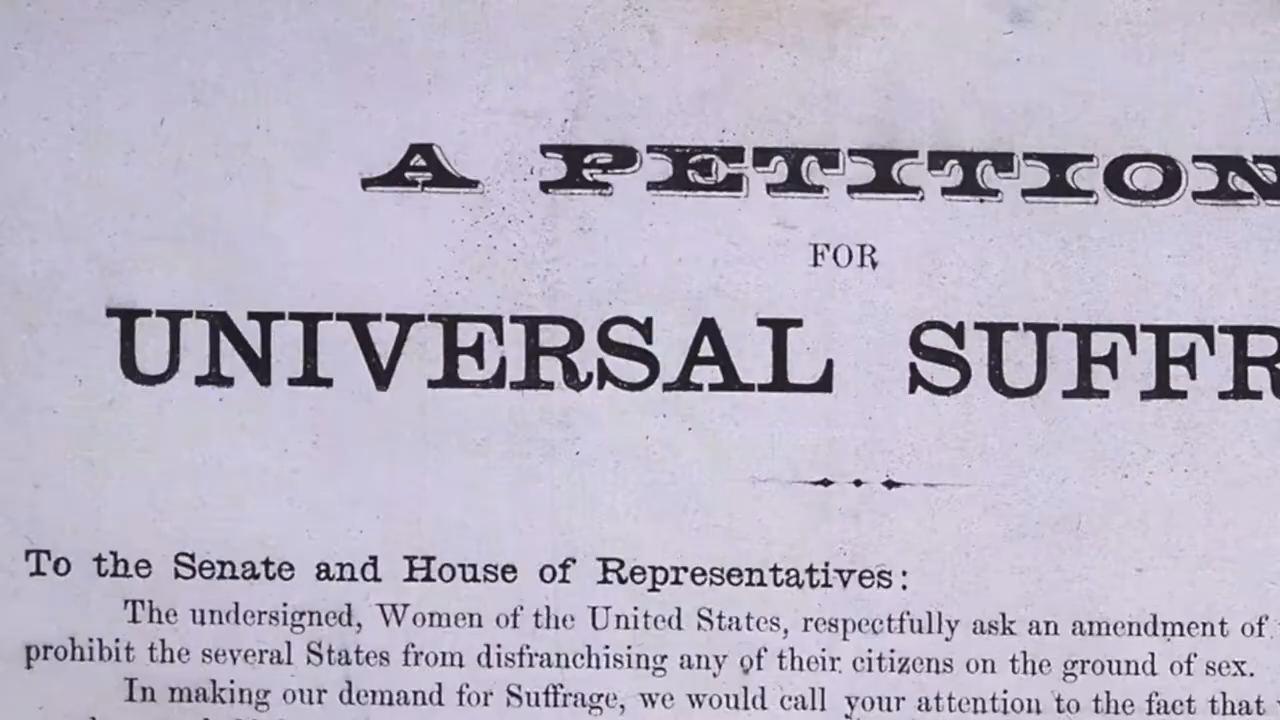 A PETITION
FOR
UNIVERSAL SUFFR
To the Senate and House of Representatives:
The undersigned, Women of the United States, respectfully ask an amendment of
prohibit the several States from disfranchising any of their citizens on the ground of sex.
In making our demand for Suffrage, we would call your attention to the fact that